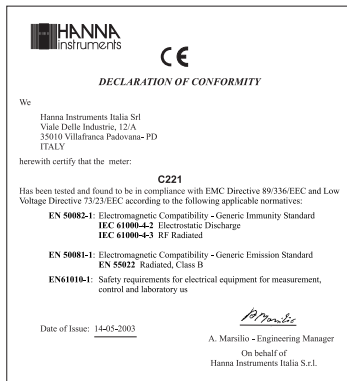 HANNA
instruments
CE
DECLARATION OF CONFORMITY
We
Hanna Instruments Italia Srl
Viale Delle Industrie, 12/A
35010 Villafranca Padovana- PD
ITALY
herewith certify that the meter:
C221
Has been tested and found to be in compliance with EMC Directive 89/336/EEC and Low
Voltage Directive 73/23/EEC according to the following applicable normatives:
EN 50082-1: Electromagnetic Compatibility - Generic Immunity Standard
IEC 61000-4-2 Electrostatic Discharge
IEC 61000-4-3 RF Radiated
EN 50081-1: Electromagnetic Compatibility - Generic Emission Standard
EN 55022 Radiated, Class B
EN61010-1: Safety requirements for electrical equipment for measurement,
control and laboratory us
Date of Issue: 14-05-2003
A. Marsilio
A. Marsilio - Engineering Manager
On behalf of
Hanna Instruments Italia S.r.l.